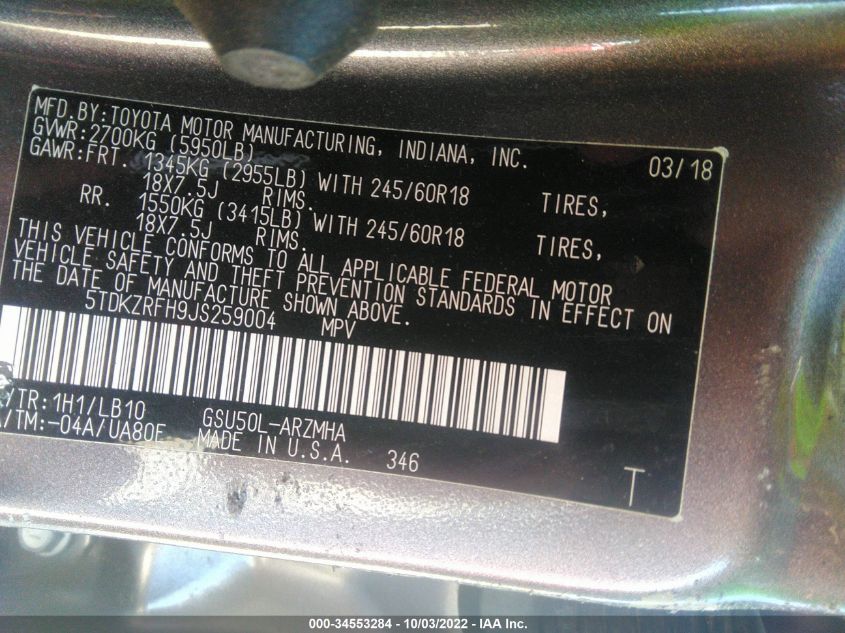 MFD.BY:TOYOTA MOTOR MANUFACTURING, INDIANA, INC. 03/18
GVWR:2700KG (5950LB)
GAWR:FRT. 1345KG (2955LB) WITH 245/60R18 TIRES,
18X7.5J RIMS.
RR. 1550KG (3415LB) WITH 245/60R18 TIRES,
18X7.5J RIMS.
THIS VEHICLE CONFORMS TO ALL APPLICABLE FEDERAL MOTOR
VEHICLE SAFETY AND THEFT PREVENTION STANDARDS IN EFFECT ON
THE DATE OF MANUFACTURE SHOWN ABOVE.
5TDKZRFH9JS259004 MPV
/TR:1H1/LB10 GSU50L-ARZMHA
A/TM:-04A/UA80E MADE IN U.S.A. 346
T
000-34553284 - 10/03/2022 - IAA Inc.